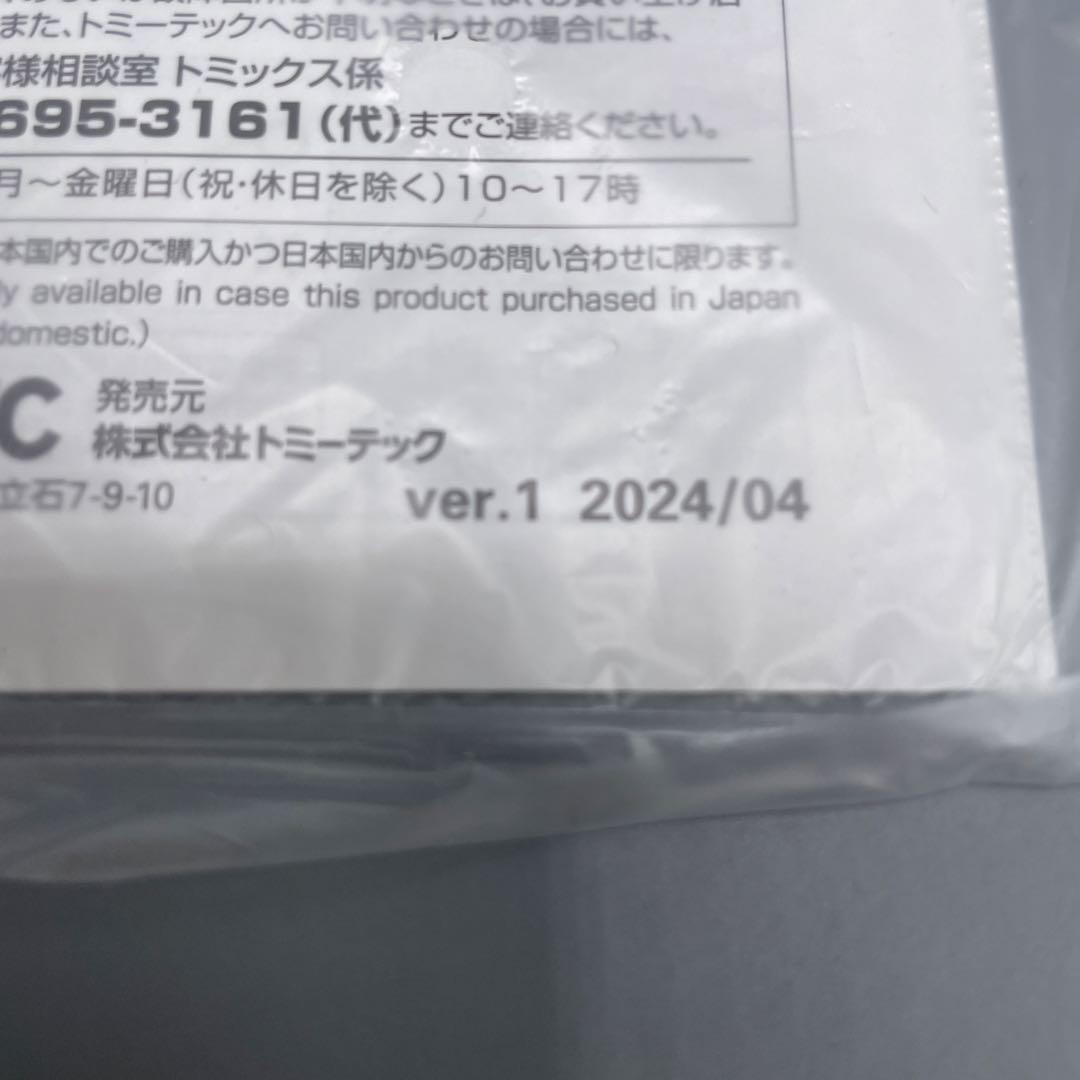 また、トミーテックへお問い合わせの場合には、
様相談室 トミックス係
695-3161(代)までご連絡ください。
月～金曜日(祝・休日を除く)10～17時
本国内でのご購入かつ日本国内からのお問い合わせに限ります。
ly available in case this product purchased in Japan
domestic.)
C 発売元
株式会社トミーテック
立石7-9-10 ver.1 2024/04